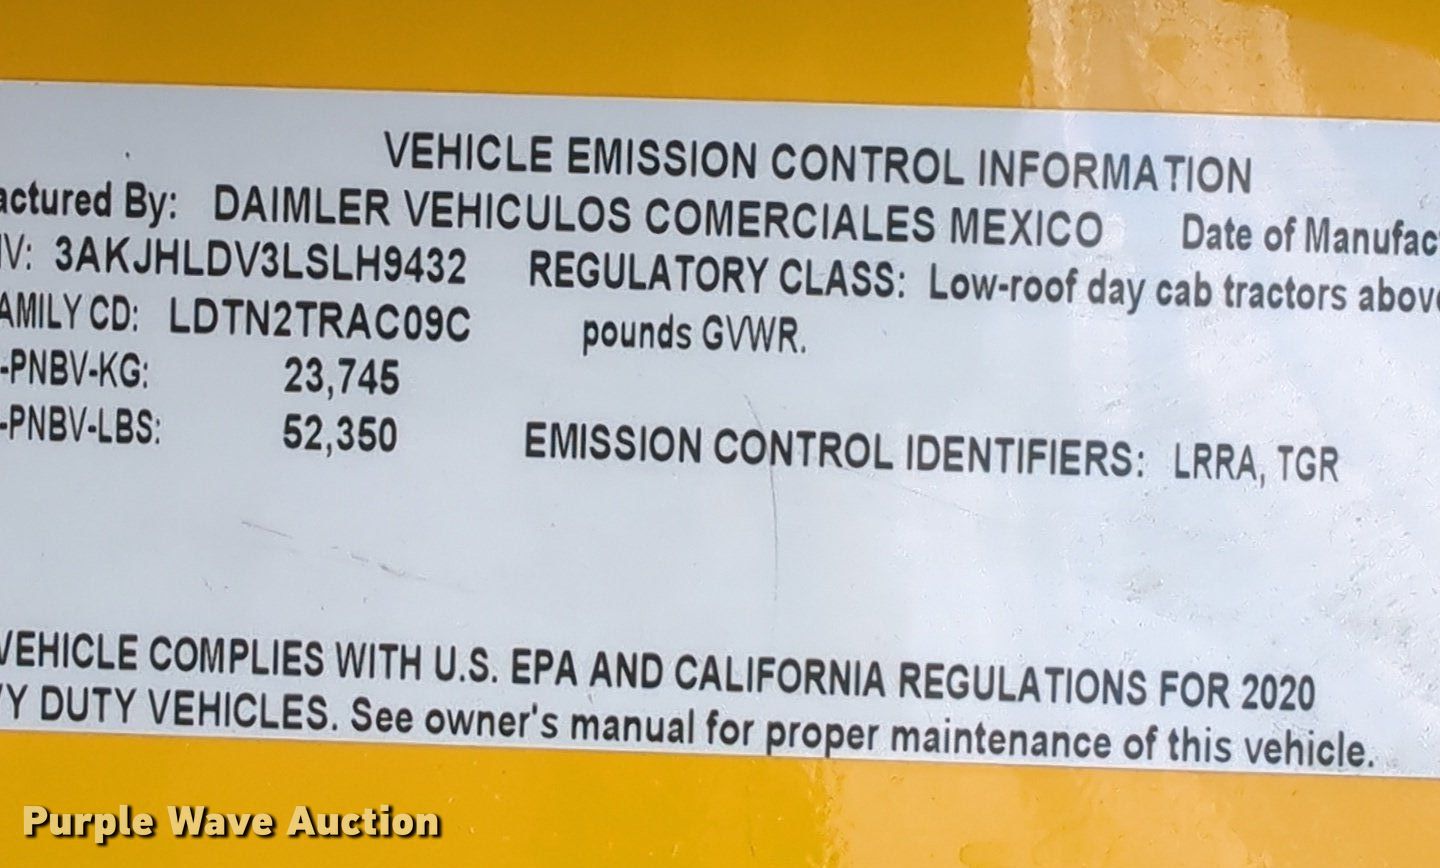 VEHICLE EMISSION CONTROL INFORMATION
actured By: DAIMLER VEHICULOS COMERCIALES MEXICO Date of Manufac
IV: 3AKJHLDV3LSLH9432 REGULATORY CLASS: Low-roof day cab tractors above
AMILY CD: LDTN2TRAC09C pounds GVWR.
-PNBV-KG: 23,745
-PNBV-LBS: 52,350 EMISSION CONTROL IDENTIFIERS: LRRA, TGR
VEHICLE COMPLIES WITH U.S. EPA AND CALIFORNIA REGULATIONS FOR 2020
VY DUTY VEHICLES. See owner's manual for proper maintenance of this vehicle.
Purple Wave Auction